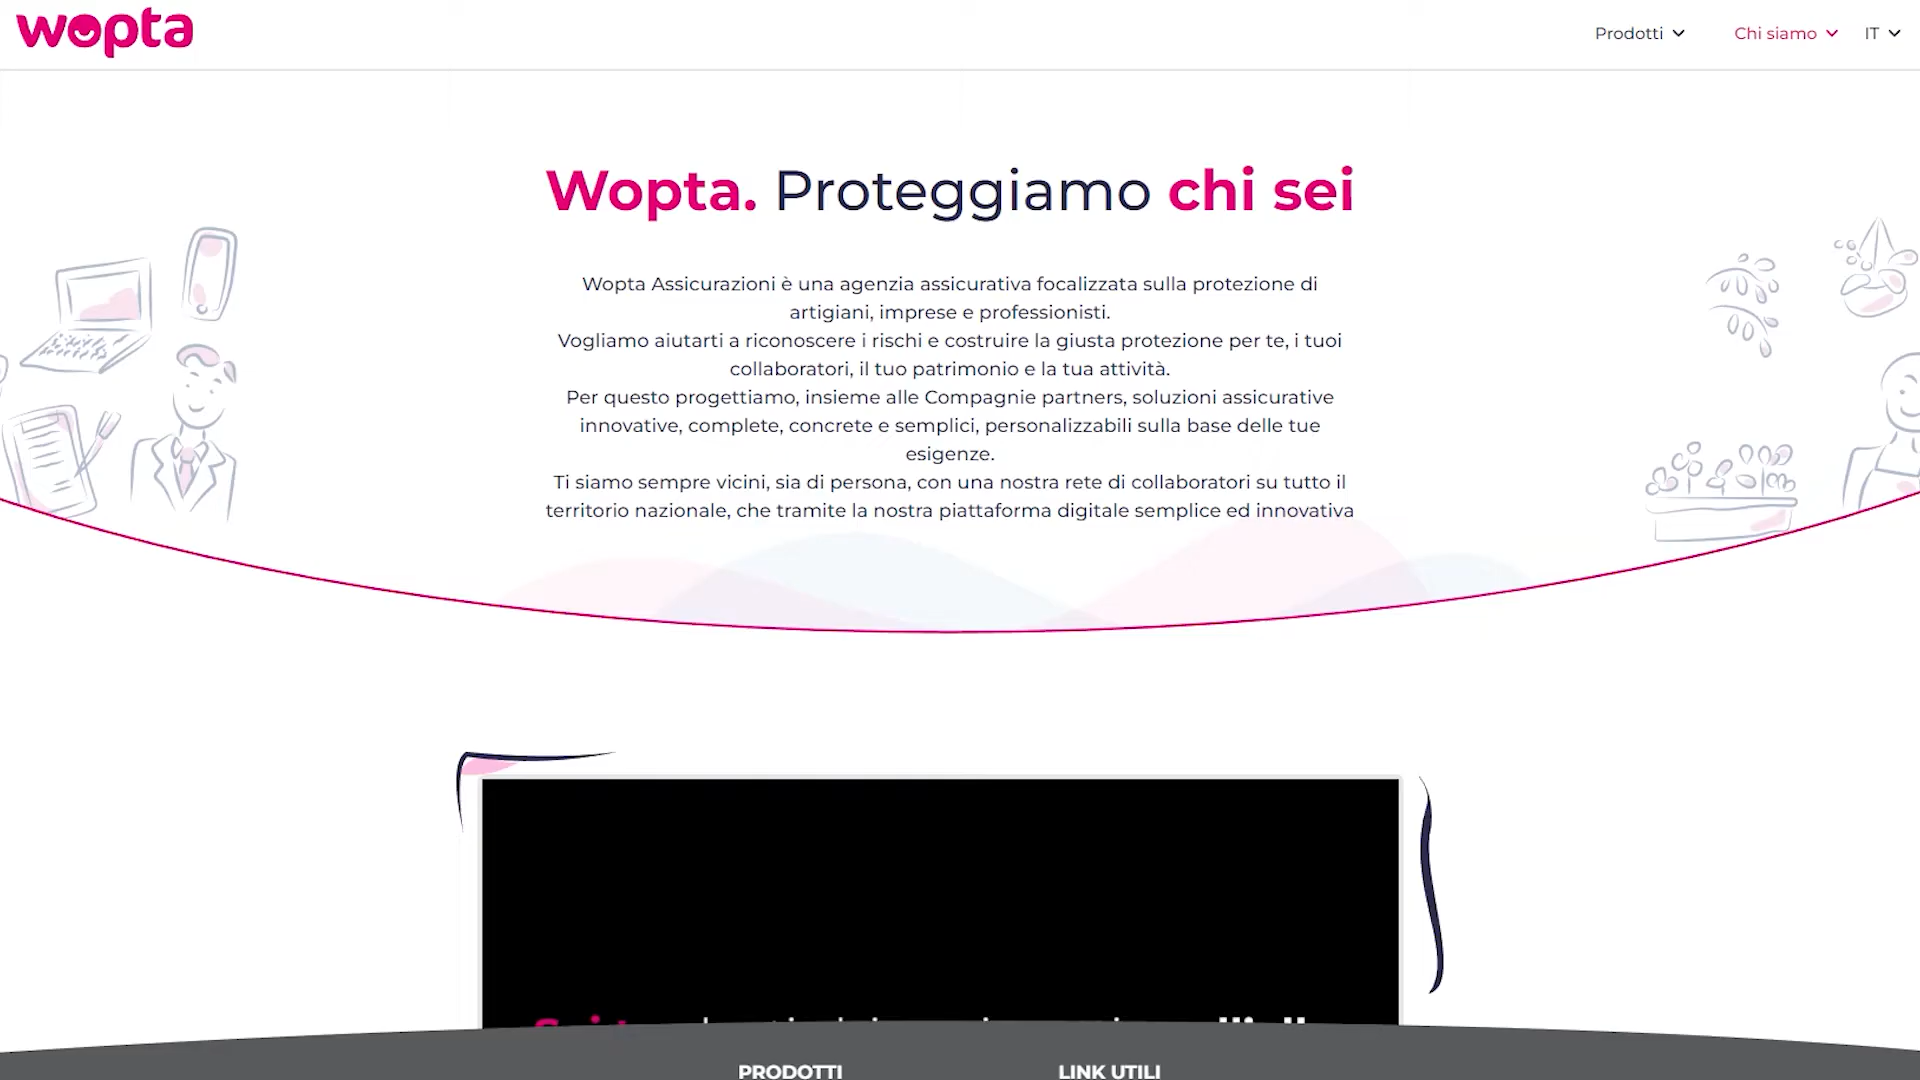 wopta
Prodotti
Chi siamo
IT
Wopta. Proteggiamo chi sei
Wopta Assicurazioni è una agenzia assicurativa focalizzata sulla protezione di
artigiani, imprese e professionisti.
Vogliamo aiutarti a riconoscere i rischi e costruire la giusta protezione per te, i tuoi
collaboratori, il tuo patrimonio e la tua attività.
Per questo progettiamo, insieme alle Compagnie partners, soluzioni assicurative
innovative, complete, concrete e semplici, personalizzabili sulla base delle tue
esigenze.
Ti siamo sempre vicini, sia di persona, con una nostra rete di collaboratori su tutto il
territorio nazionale, che tramite la nostra piattaforma digitale semplice ed innovativa
PRODOTTI
LINK UTILI